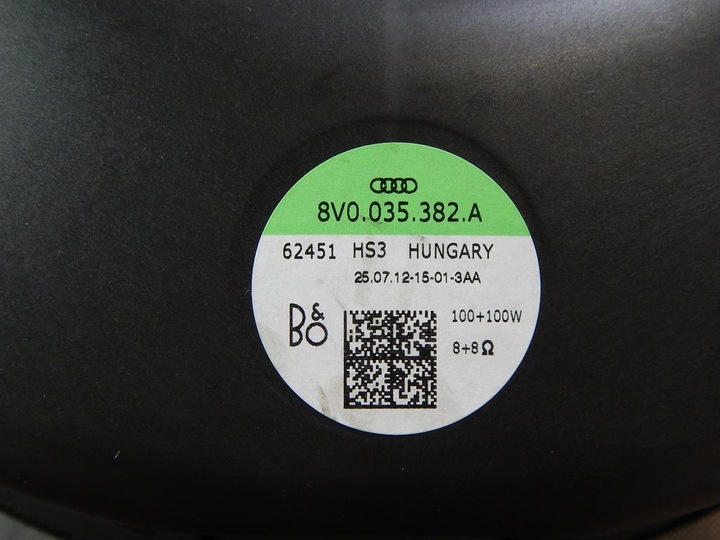 8V0.035.382.A
62451 HS3 HUNGARY
25.07.12-15-01-3AA
B&O
100+100W
8+8Ω